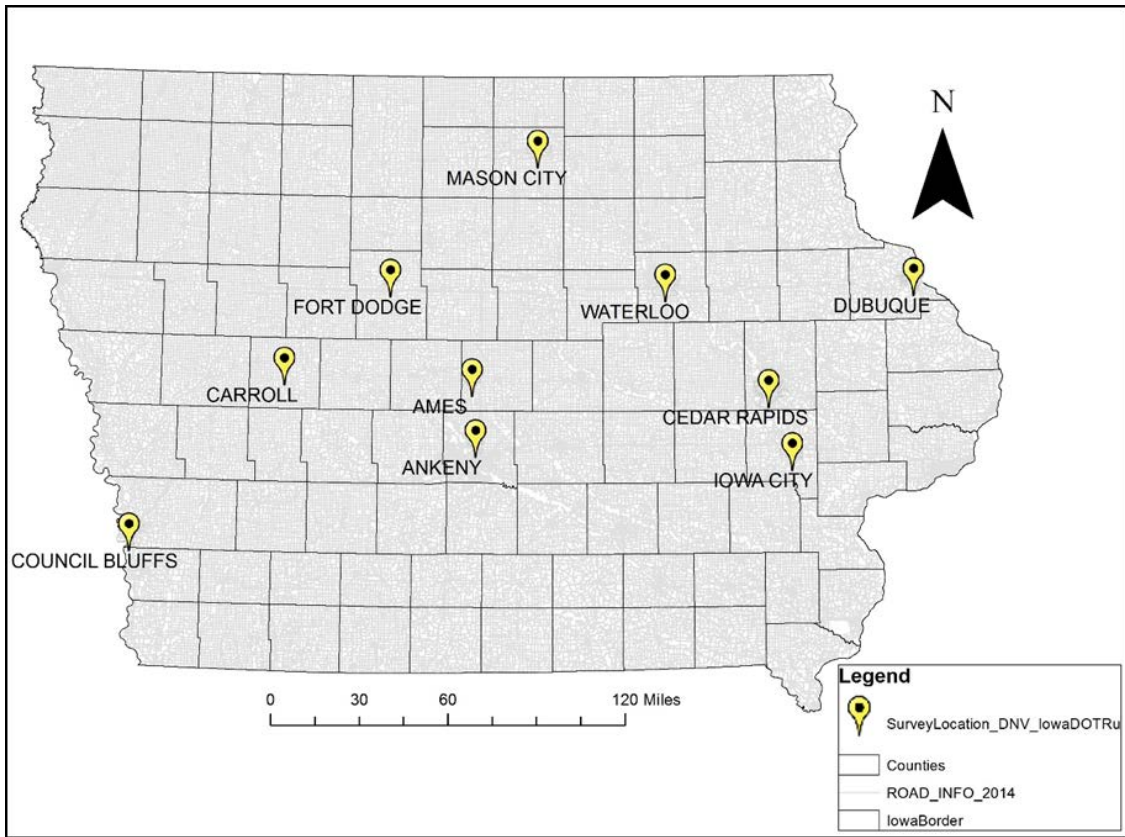 N
MASON CITY
FORT DODGE
WATERLOO
DUBUQUE
CARROLL
AMES
CEDAR RAPIDS
ANKENY
IOWA CITY
COUNCIL BLUFFS
0 30 60 120 Miles
Legend
SurveyLocation_DNV_IowaDOTRu
Counties
ROAD_INFO_2014
IowaBorder